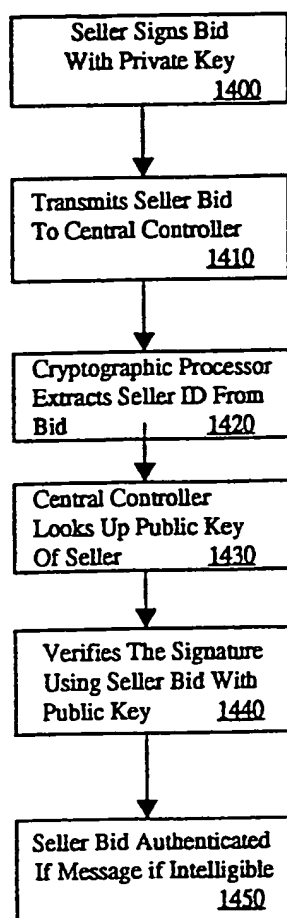 Seller Signs Bid
With Private Key
1400
Transmits Seller Bid
To Central Controller
1410
Cryptographic Processor
Extracts Seller ID From
Bid 1420
Central Controller
Looks Up Public Key
Of Seller 1430
Verifies The Signature
Using Seller Bid With
Public Key 1440
Seller Bid Authenticated
If Message if Intelligible
1450